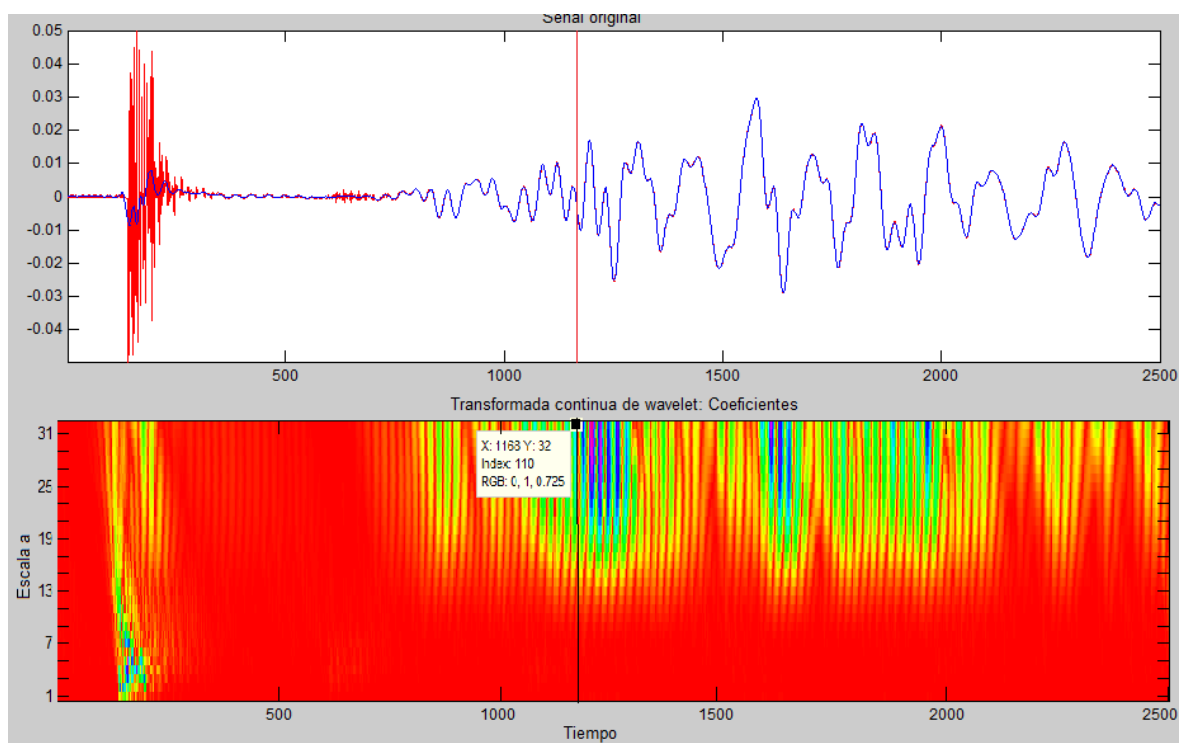 Señal original
0.05
0.04
0.03
0.02
0.01
0
-0.01
-0.02
-0.03
-0.04
500 1000 1500 2000 2500
Transformada continua de wavelet: Coeficientes
31
25
19
13
7
1
Escala a
X: 1168 Y: 32
Index: 110
RGB: 0, 1, 0.725
500 1000 1500 2000 2500
Tiempo